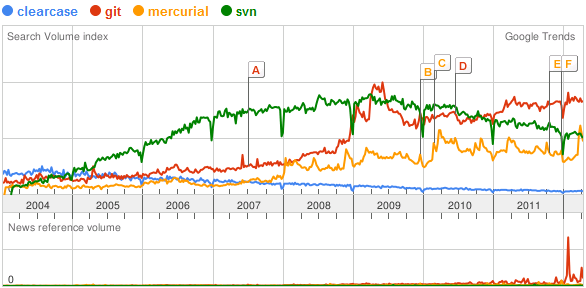 clearcase git mercurial svn
Search Volume index Google Trends
A B C D E F
2004 2005 2006 2007 2008 2009 2010 2011
News reference volume
0